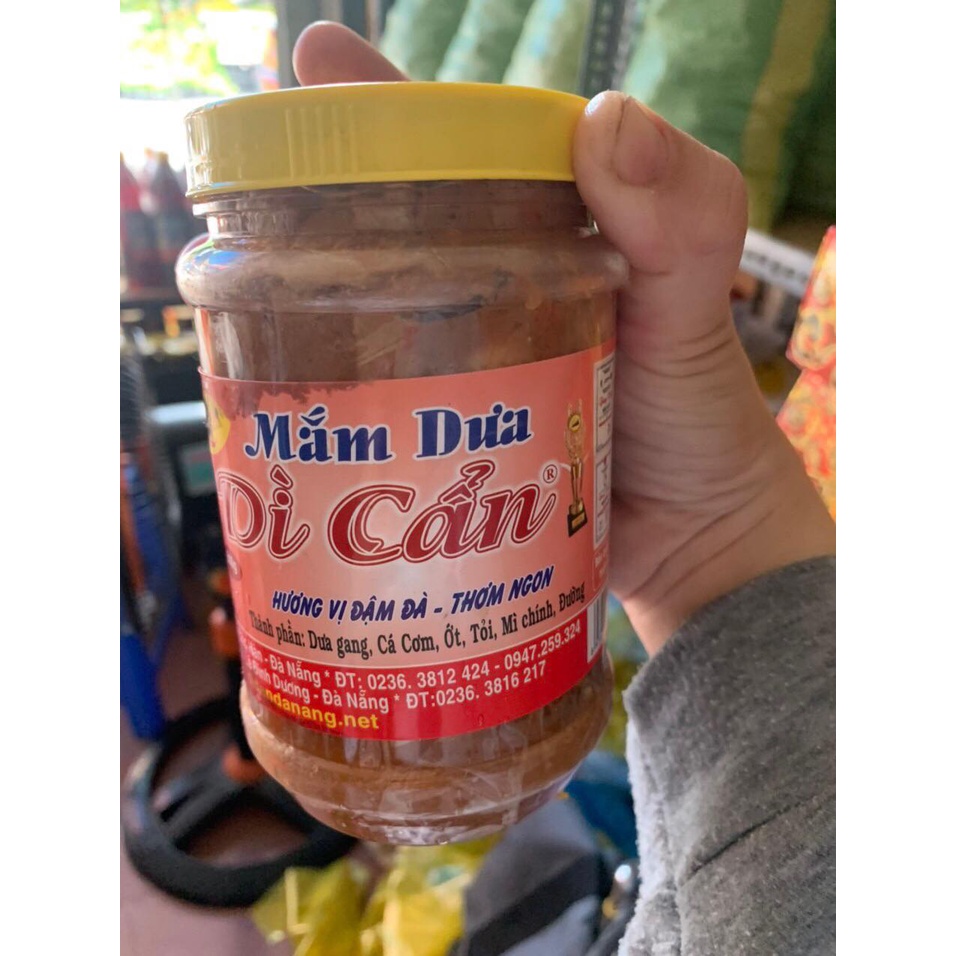 Mắm Dưa
Dì Cẩn®
HƯƠNG VỊ ĐẬM ĐÀ - THƠM NGON
Thành phần: Dưa gang, Cá Cơm, Ớt, Tỏi, Mì chính, Đường
- Đà Nẵng * ĐT: 0236. 3812 424 - 0947.259.324
Dương - Đà Nẵng * ĐT:0236. 3816 217
ndanang.net